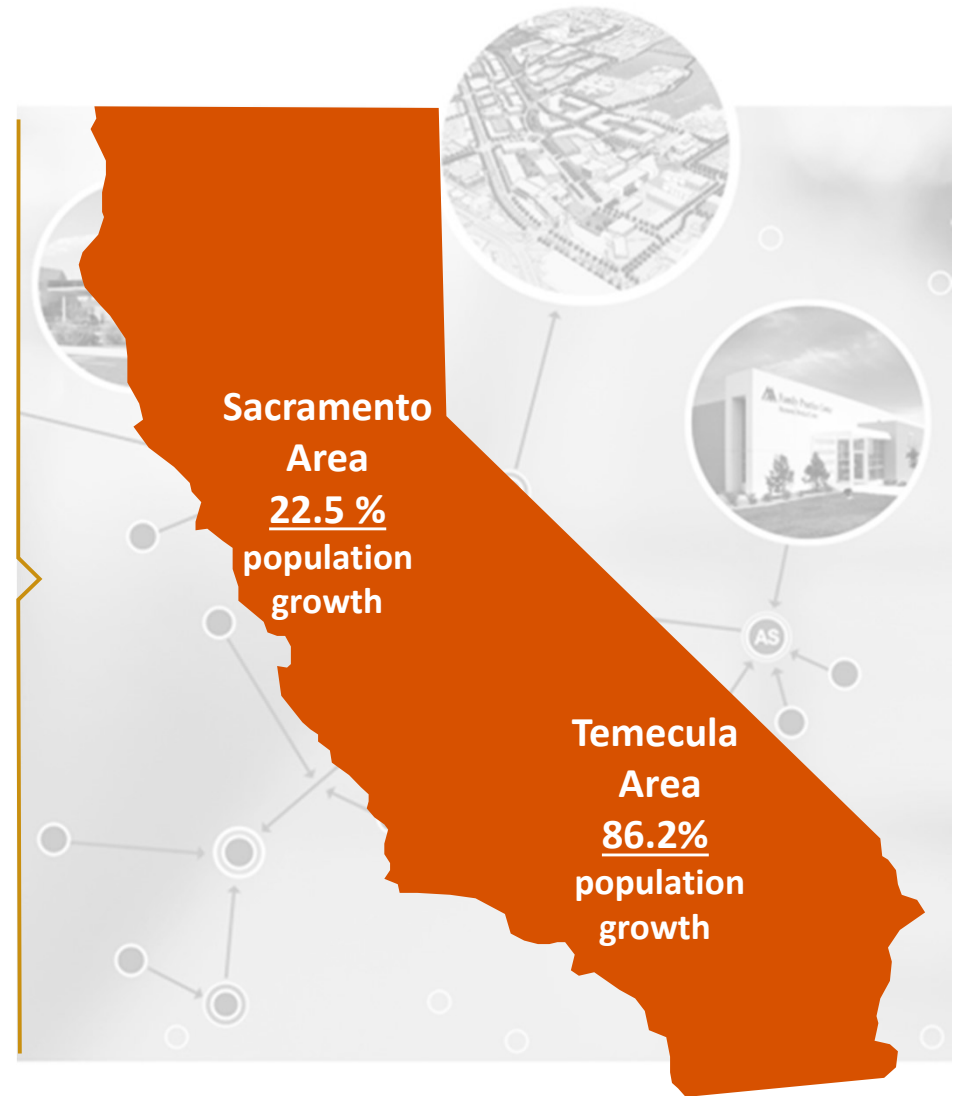 Sacramento
Area
22.5 %
population
growth
AS
Temecula
Area
86.2%
population
growth